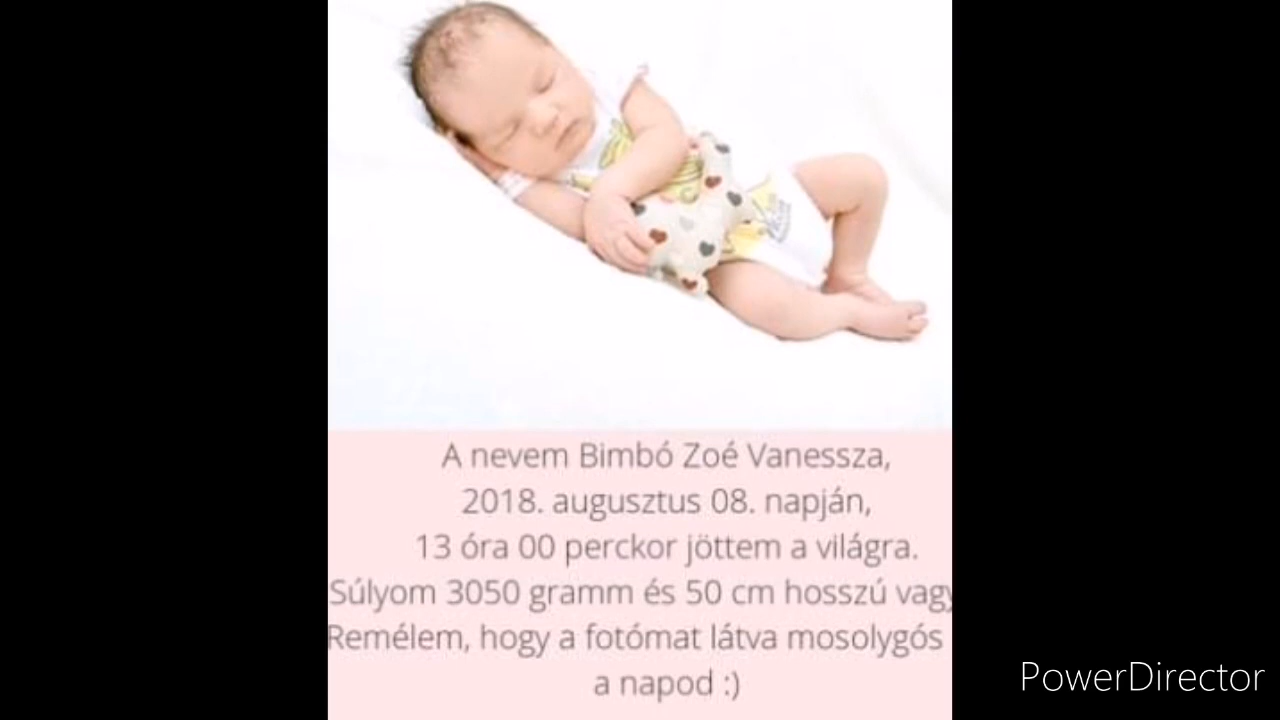 A nevem Bimbó Zoé Vanessza,
2018. augusztus 08. napján,
13 óra 00 perckor jöttem a világra.
Súlyom 3050 gramm és 50 cm hosszú vagy
Remélem, hogy a fotómat látva mosolygós
a napod :)
PowerDirector